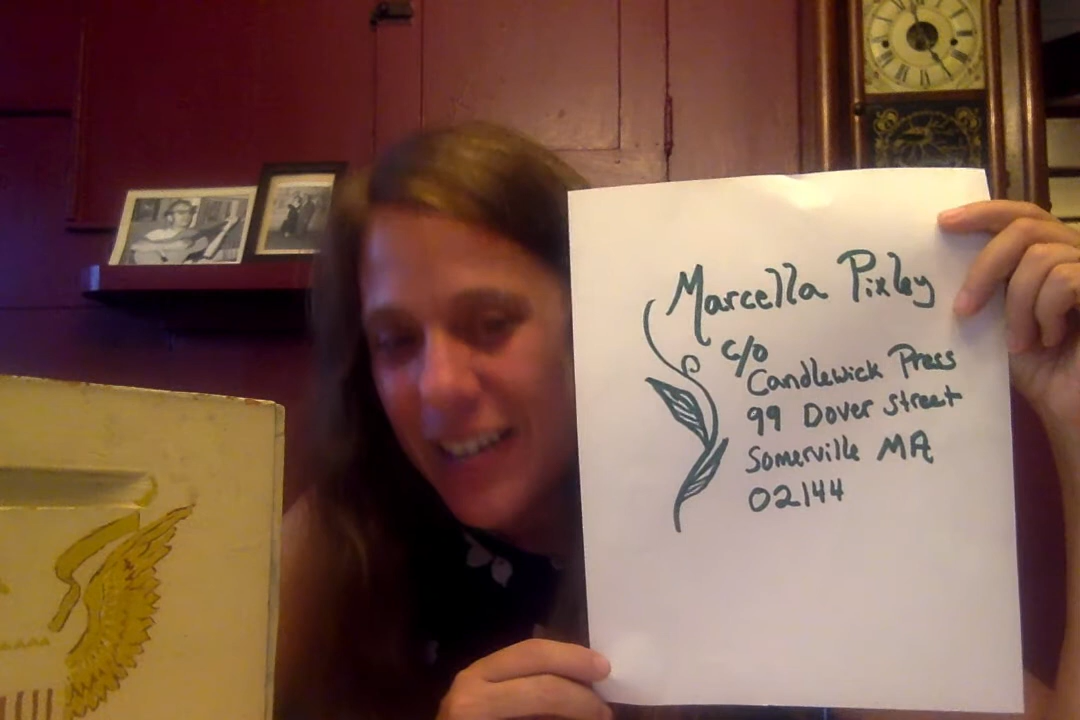 Marcella Pixley
c/o
Candlewick Press
99 Dover street
Somerville MA
02144